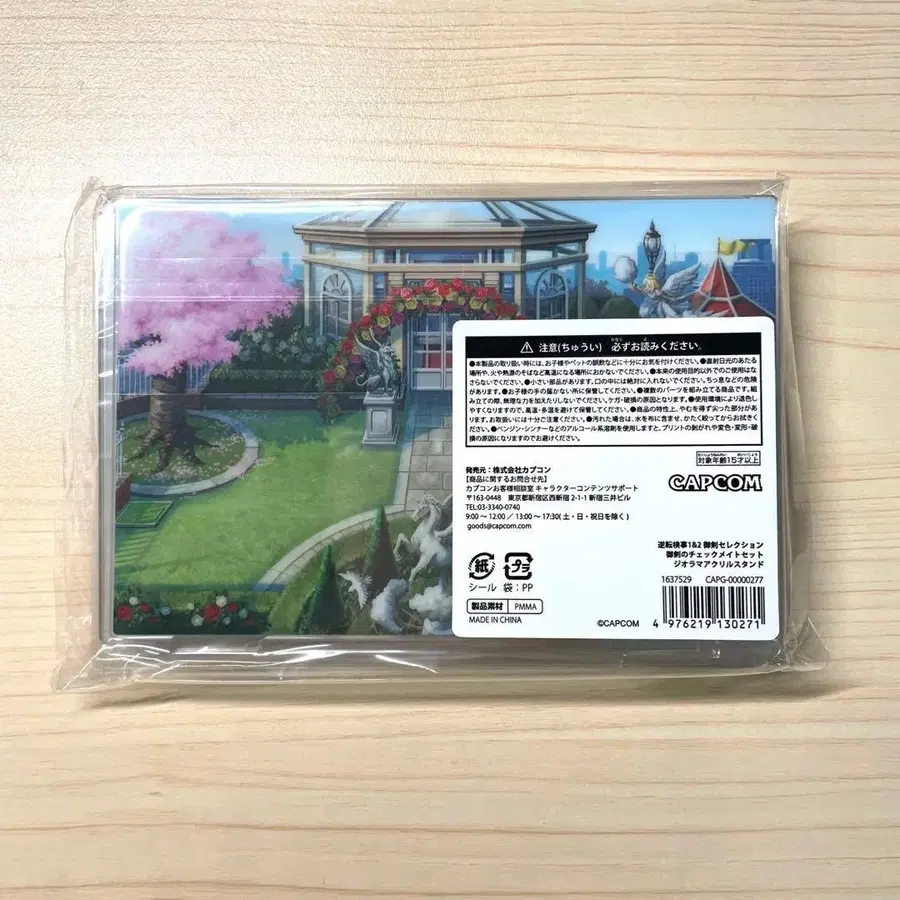 ⚠ 注意(ちゅうい) 必ずお読みください。
●本製品の取り扱い時には、お子様やペットの誤飲などに十分にお気を付けください。●直射日光のあたる
場所や、火や熱源のそばなど高温になる場所におかないでください。●本来の使用目的以外でのご使用はな
さらないでください。●小さい部品があります。口の中には絶対に入れないでください。ちっ息などの危険
があります。●お子様の手の届かない所に保管してください。●複数のパーツを組み立てる商品です。組
み立ての際、無理な力を加えたりしないでください。ケガ・破損の原因となります。●使用環境により退色し
やすくなりますので、高温・多湿を避けて保管してください。●商品の特性上、やむを得ず尖った部分があ
ります。お取扱いには十分ご注意ください。●汚れた場合は、水を布に含ませ、かたく絞ってからお拭きく
ださい。●ベンジン・シンナーなどのアルコール系溶剤を使用しますと、プリントの剥がれや変色・変形・破
損の原因になりますのでお避けください。
対象年齢15才以上
発売元：株式会社カプコン
【商品に関するお問合せ先】
カプコンお客様相談室 キャラクターコンテンツサポート
〒163-0448 東京都新宿区西新宿 2-1-1 新宿三井ビル
TEL:03-3340-0740
9:00 ~ 12:00 / 13:00 ~ 17:30(土・日・祝日を除く)
goods@capcom.com
CAPCOM
紙 プラ
シール 袋：PP
製品素材 PMMA
MADE IN CHINA
©CAPCOM
逆転検事1&2 御剣セレクション
御剣のチェックメイトセット
ジオラマアクリルスタンド
1637529 CAPG-00000277
4 976219 130271